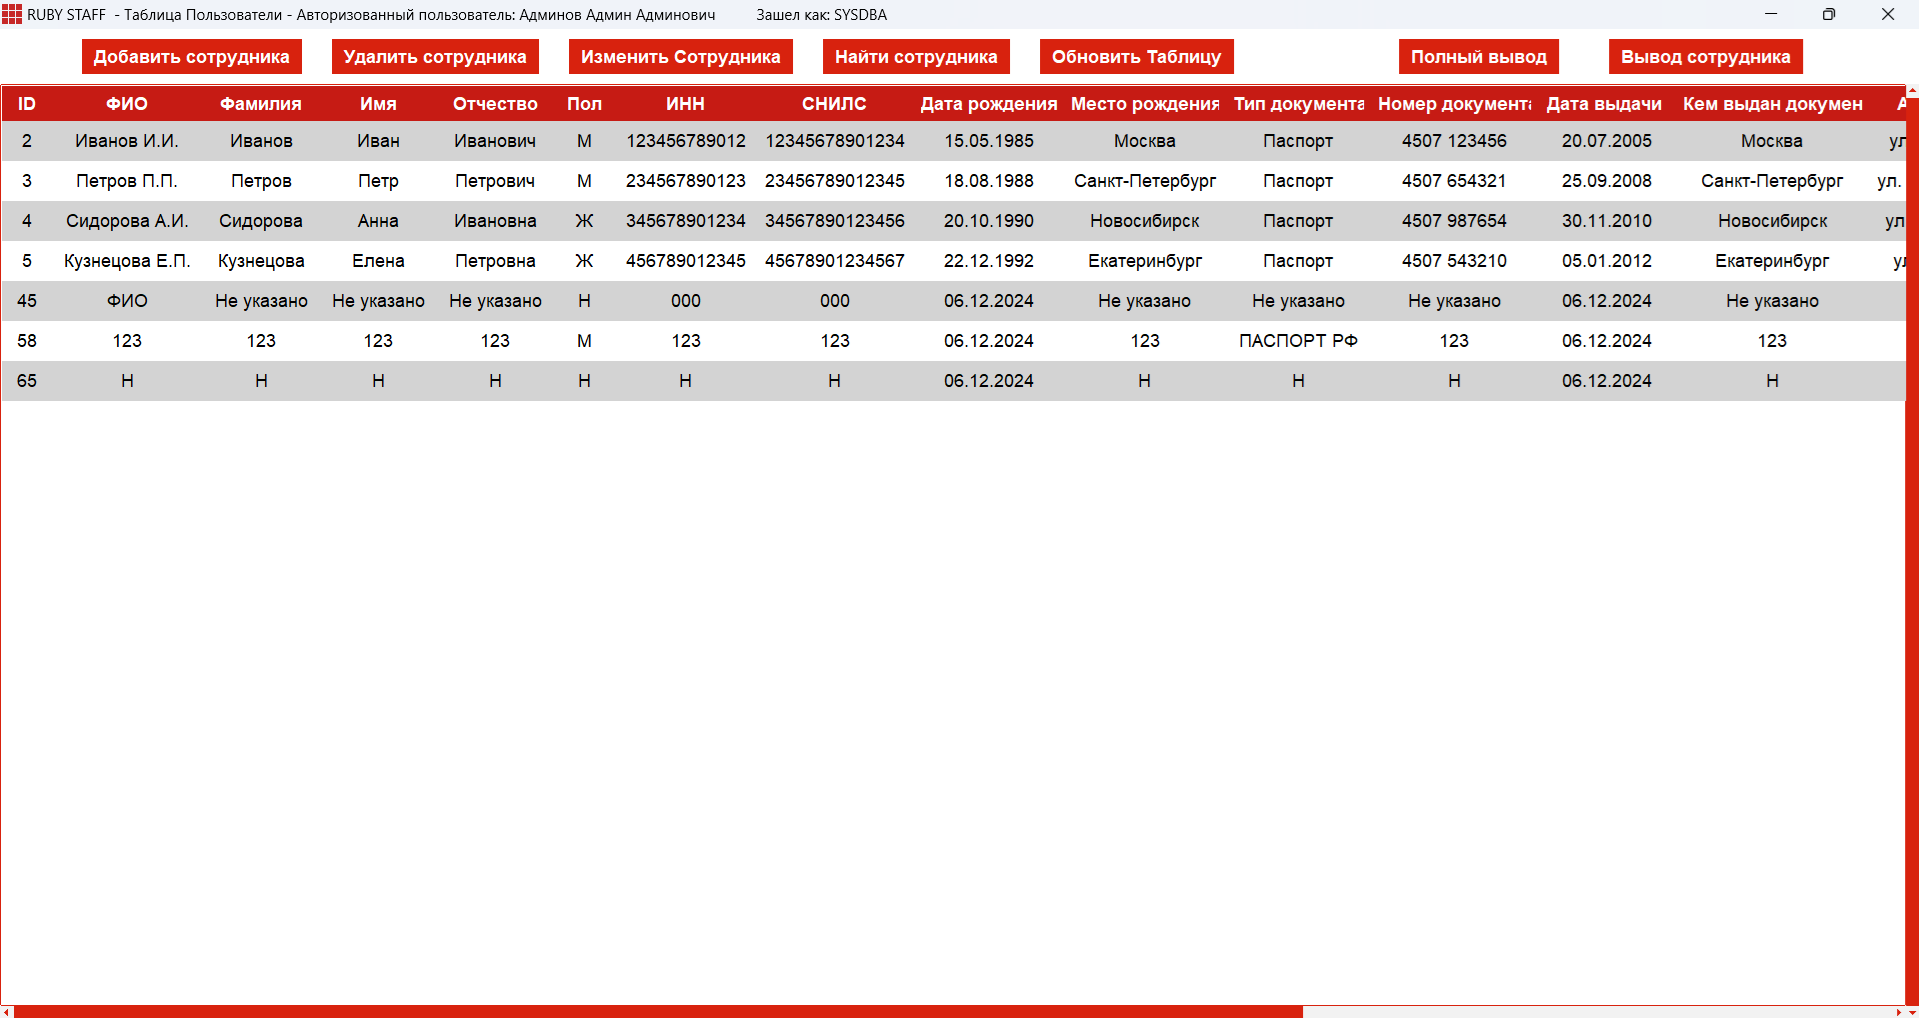 RUBY STAFF - Таблица Пользователи - Авторизованный пользователь: Админов Админ Админович Зашел как: SYSDBA
Добавить сотрудника Удалить сотрудника Изменить Сотрудника Найти сотрудника Обновить Таблицу Полный вывод Вывод сотрудника
ID ФИО Фамилия Имя Отчество Пол ИНН СНИЛС Дата рождения Место рождения Тип документа Номер документа Дата выдачи Кем выдан докумен А
2 Иванов И.И. Иванов Иван Иванович М 123456789012 12345678901234 15.05.1985 Москва Паспорт 4507 123456 20.07.2005 Москва ул
3 Петров П.П. Петров Петр Петрович М 234567890123 23456789012345 18.08.1988 Санкт-Петербург Паспорт 4507 654321 25.09.2008 Санкт-Петербург ул.
4 Сидорова А.И. Сидорова Анна Ивановна Ж 345678901234 34567890123456 20.10.1990 Новосибирск Паспорт 4507 987654 30.11.2010 Новосибирск ул
5 Кузнецова Е.П. Кузнецова Елена Петровна Ж 456789012345 45678901234567 22.12.1992 Екатеринбург Паспорт 4507 543210 05.01.2012 Екатеринбург ул
45 ФИО Не указано Не указано Не указано Н 000 000 06.12.2024 Не указано Не указано Не указано 06.12.2024 Не указано
58 123 123 123 123 М 123 123 06.12.2024 123 ПАСПОРТ РФ 123 06.12.2024 123
65 Н Н Н Н Н Н Н 06.12.2024 Н Н Н 06.12.2024 Н